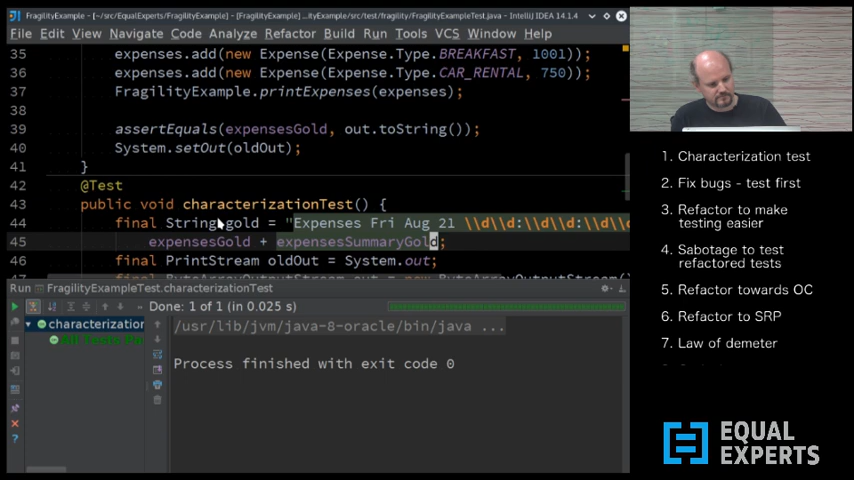 FragilityExample - [~/src/EqualExperts/FragilityExample] - [...ityExample/src/test/fragility/FragilityExampleTest.java - IntelliJ IDEA 14.1.4
File Edit View Navigate Code Analyze Refactor Build Run Tools VCS Window Help
35 expenses.add(new Expense(Expense.Type.BREAKFAST, 1001));
36 expenses.add(new Expense(Expense.Type.CAR_RENTAL, 750));
37 FragilityExample.printExpenses(expenses);
38
39 assertEquals(expensesGold, out.toString());
40 System.setOut(oldOut);
41 }
42 @Test
43 public void characterizationTest() {
44 final String gold = "Expenses Fri Aug 21 \\d\\d:\\d\\d:\\d\\d
45 expensesGold + expensesSummaryGold;
46 final PrintStream oldOut = System.out;
Run FragilityExampleTest.characterizationTest
Done: 1 of 1 (in 0.025 s)
characterization
/usr/lib/jvm/java-8-oracle/bin/java ...
All Tests Pa
Process finished with exit code 0
1. Characterization test
2. Fix bugs - test first
3. Refactor to make
testing easier
4. Sabotage to test
refactored tests
5. Refactor towards OC
6. Refactor to SRP
7. Law of demeter
EQUAL
EXPERTS